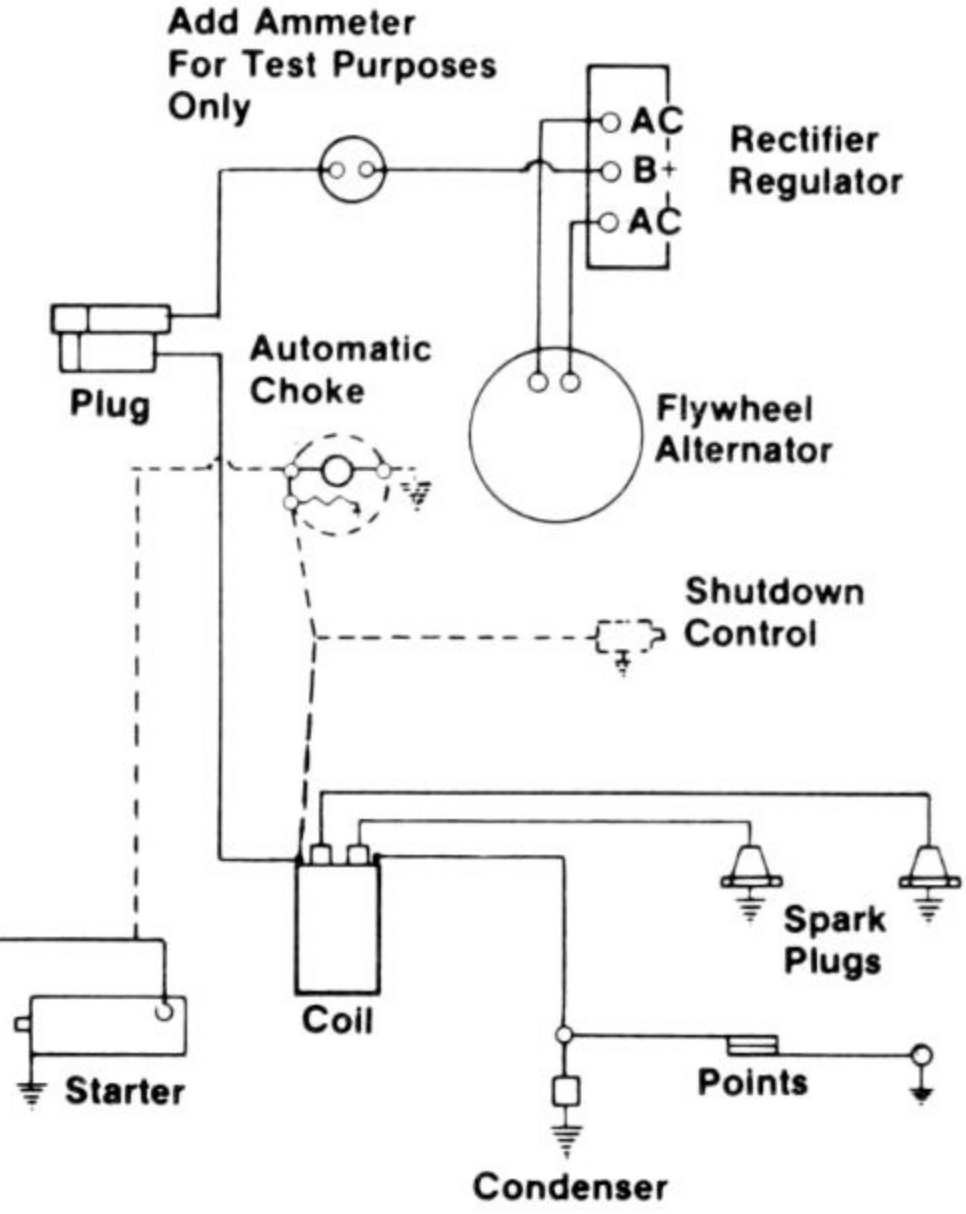 Add Ammeter
For Test Purposes
Only
AC
B+
AC
Rectifier
Regulator
Plug
Automatic
Choke
Flywheel
Alternator
Shutdown
Control
Spark
Plugs
Coil
Starter
Points
Condenser